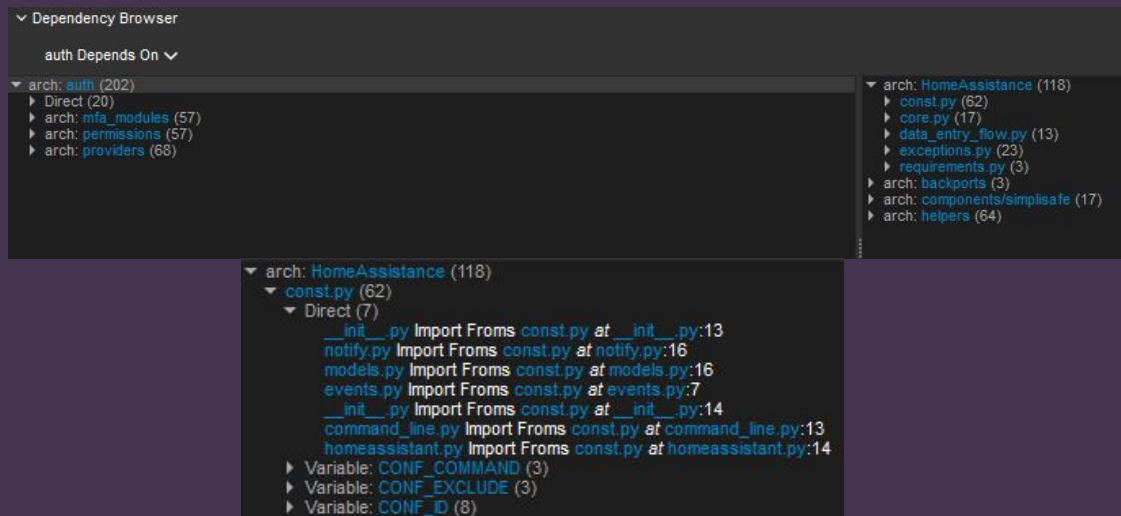 Dependency Browser
auth Depends On
arch: auth (202)
Direct (20)
arch: mfa_modules (57)
arch: permissions (57)
arch: providers (68)
arch: HomeAssistance (118)
const.py (62)
core.py (17)
data_entry_flow.py (13)
exceptions.py (23)
requirements.py (3)
arch: backports (3)
arch: components/simplisafe (17)
arch: helpers (64)
arch: HomeAssistance (118)
const.py (62)
Direct (7)
__init__.py Import Froms const.py at __init__.py:13
notify.py Import Froms const.py at notify.py:16
models.py Import Froms const.py at models.py:16
events.py Import Froms const.py at events.py:7
__init__.py Import Froms const.py at __init__.py:14
command_line.py Import Froms const.py at command_line.py:13
homeassistant.py Import Froms const.py at homeassistant.py:14
Variable: CONF_COMMAND (3)
Variable: CONF_EXCLUDE (3)
Variable: CONF_ID (8)